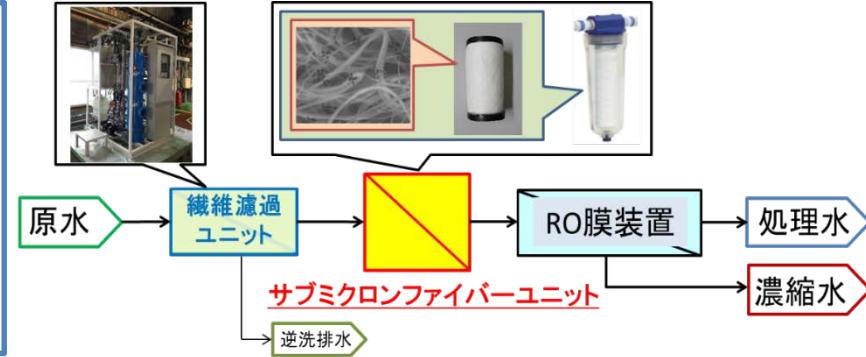 原水
繊維濾過
ユニット
RO膜装置
処理水
サブミクロンファイバーユニット
濃縮水
逆洗排水